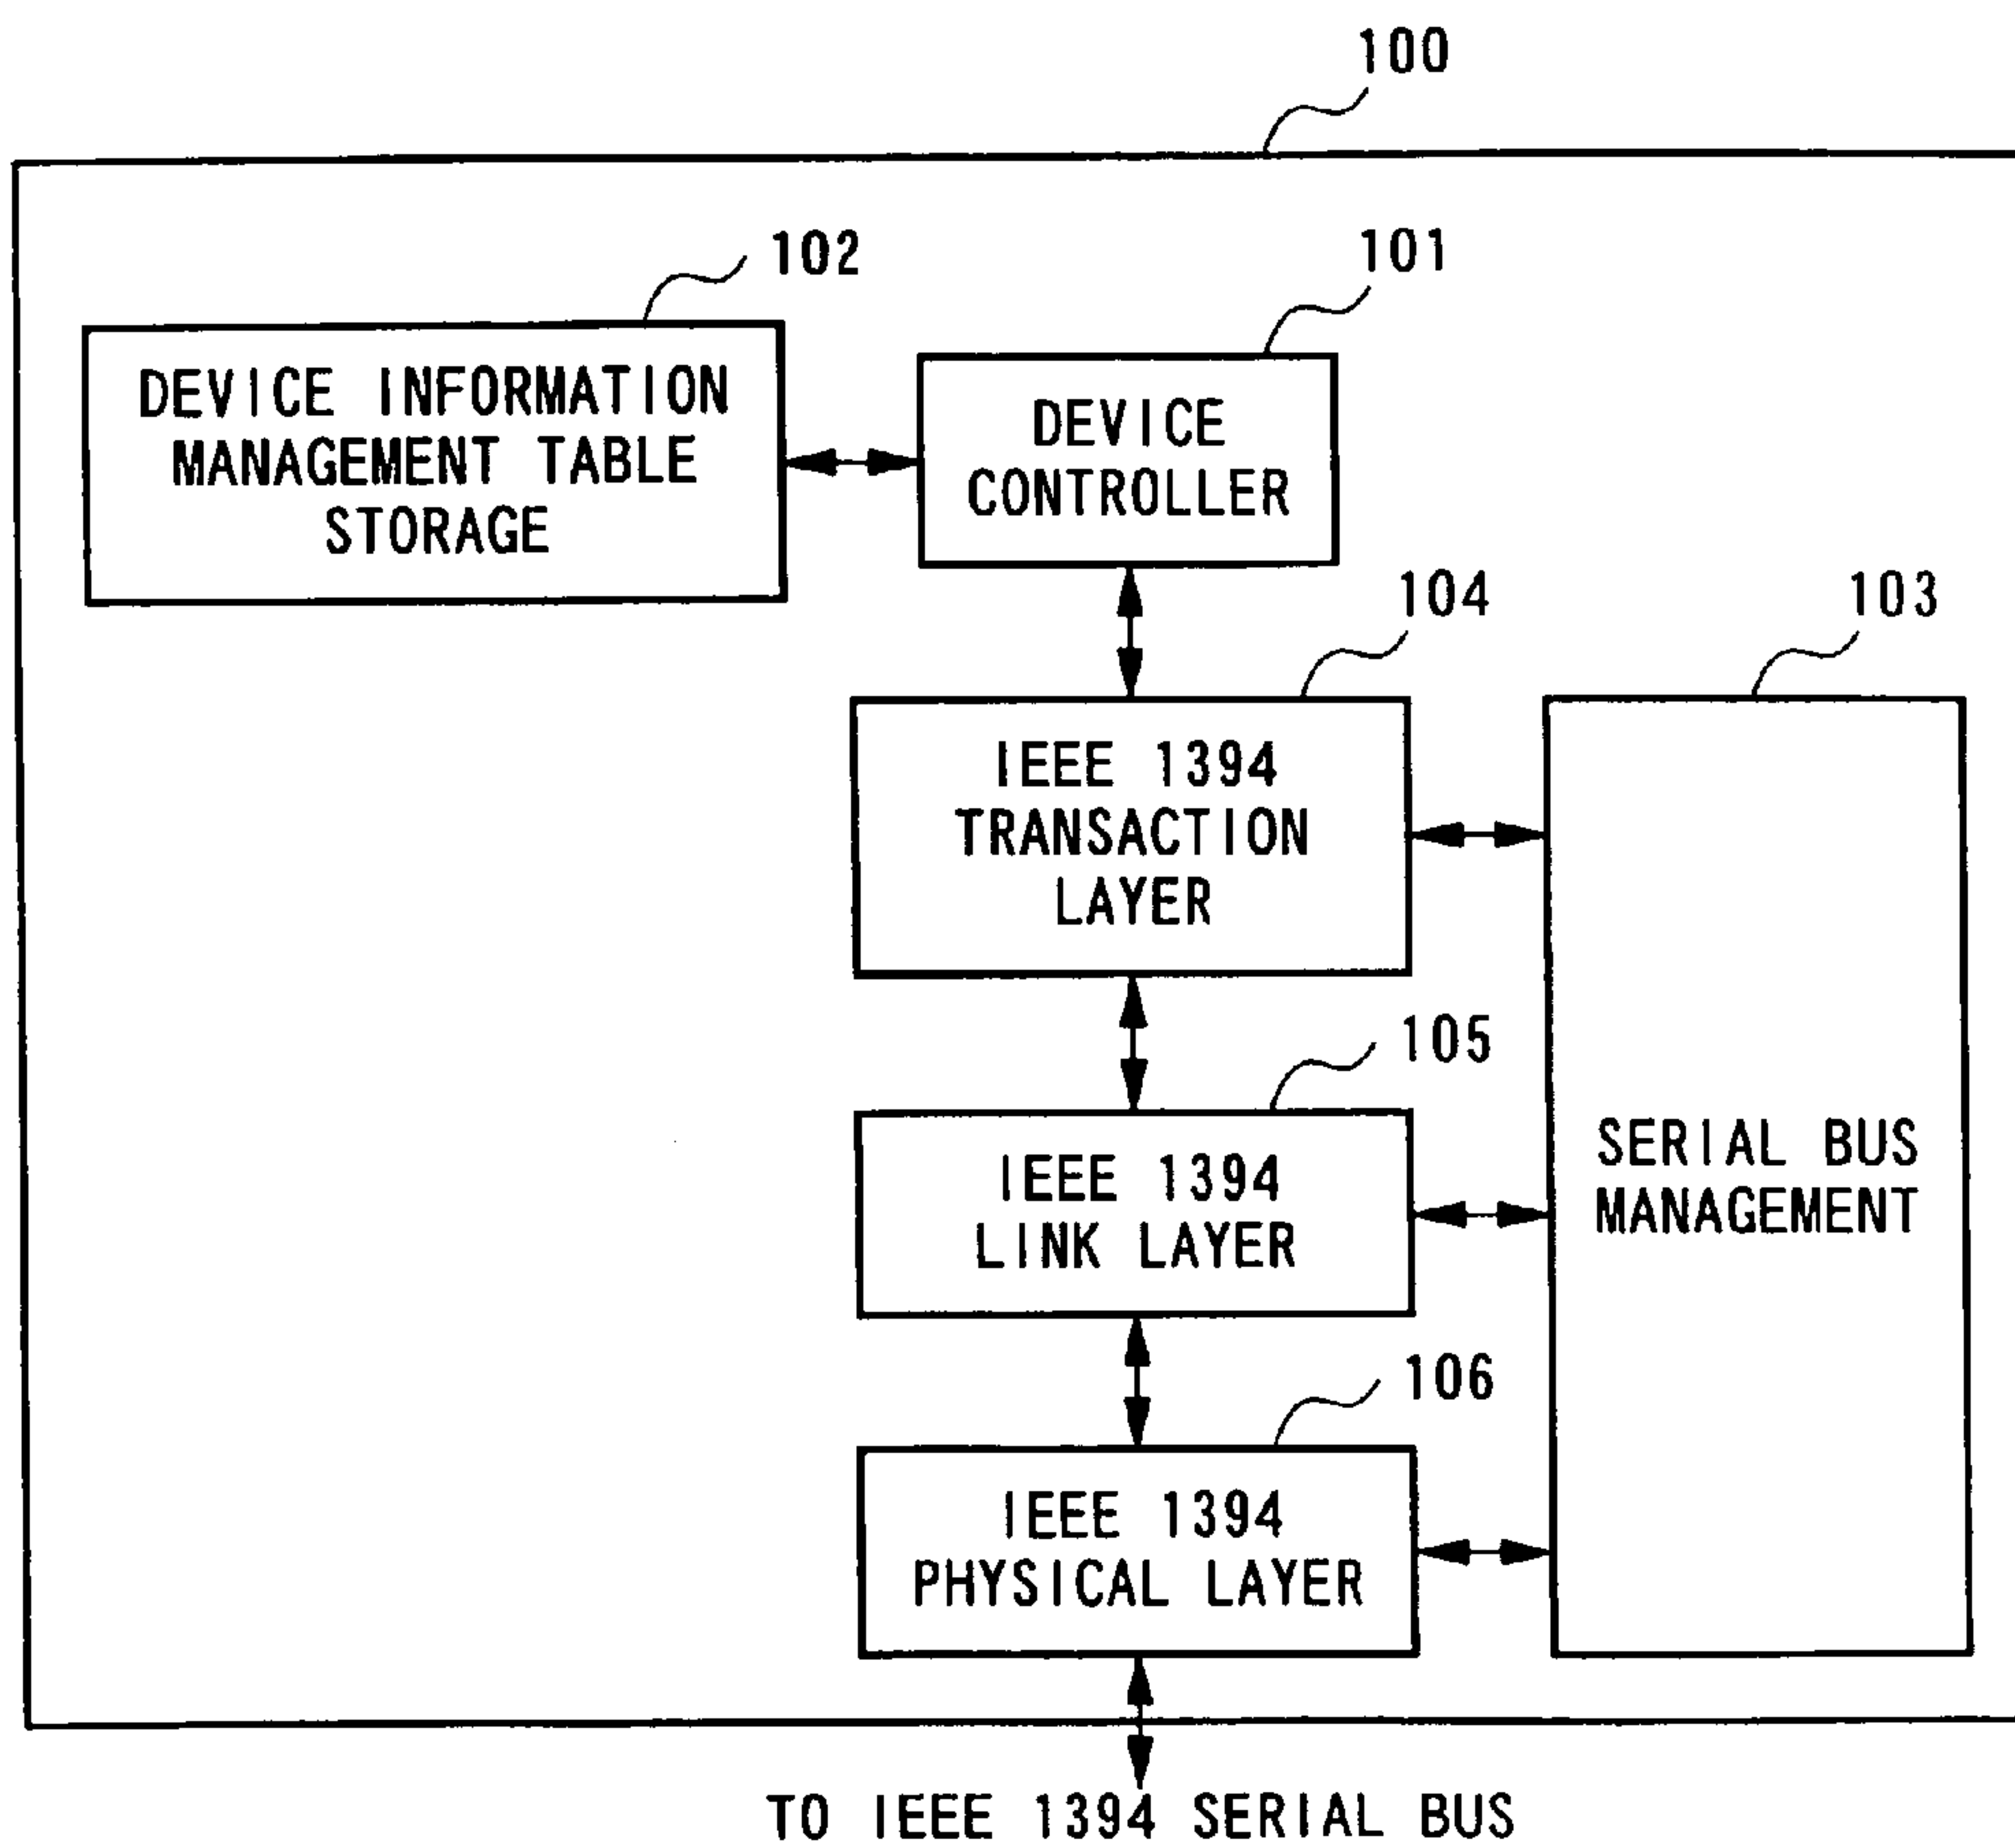 100
102
101
DEVICE INFORMATION
MANAGEMENT TABLE
STORAGE
DEVICE
CONTROLLER
104
103
IEEE 1394
TRANSACTION
LAYER
105
SERIAL BUS
MANAGEMENT
IEEE 1394
LINK LAYER
106
IEEE 1394
PHYSICAL LAYER
TO IEEE 1394 SERIAL BUS